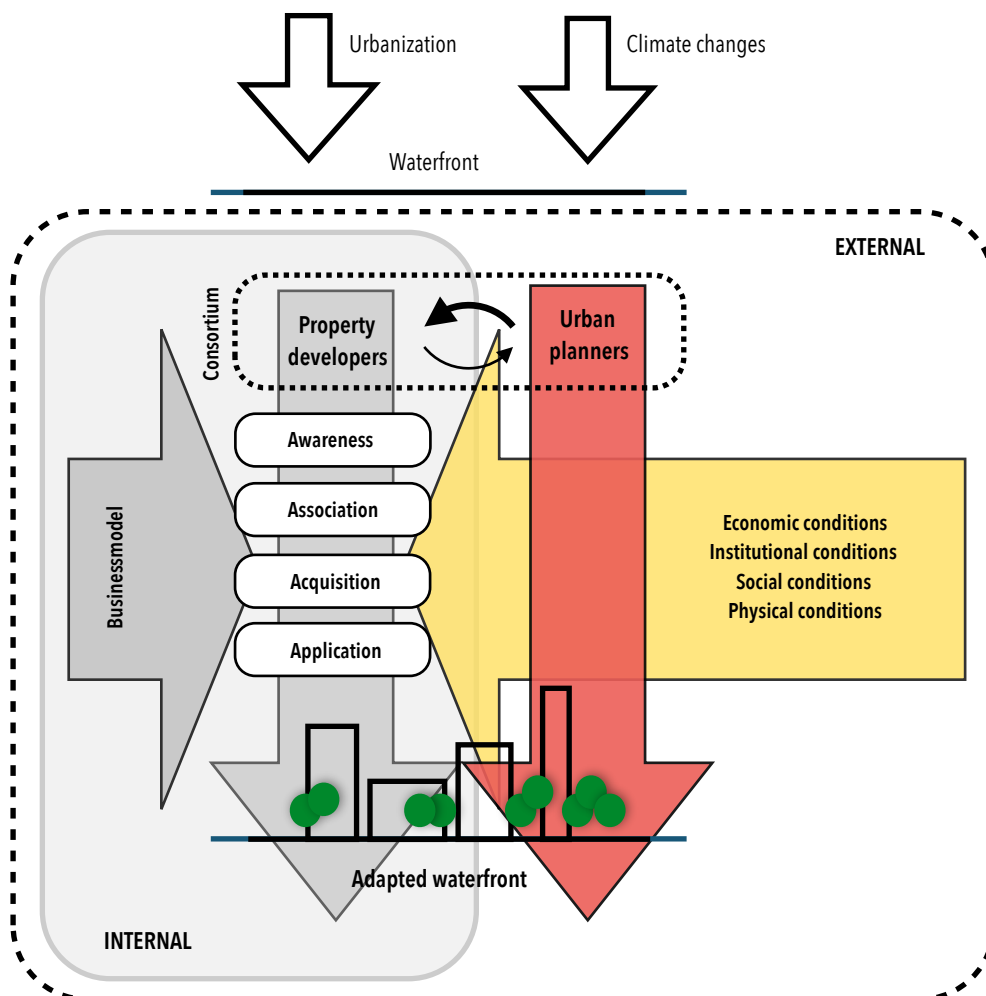 Urbanization
Climate changes
Waterfront
EXTERNAL
Consortium
Property
developers
Urban
planners
Awareness
Association
Acquisition
Application
Businessmodel
Economic conditions
Institutional conditions
Social conditions
Physical conditions
Adapted waterfront
INTERNAL